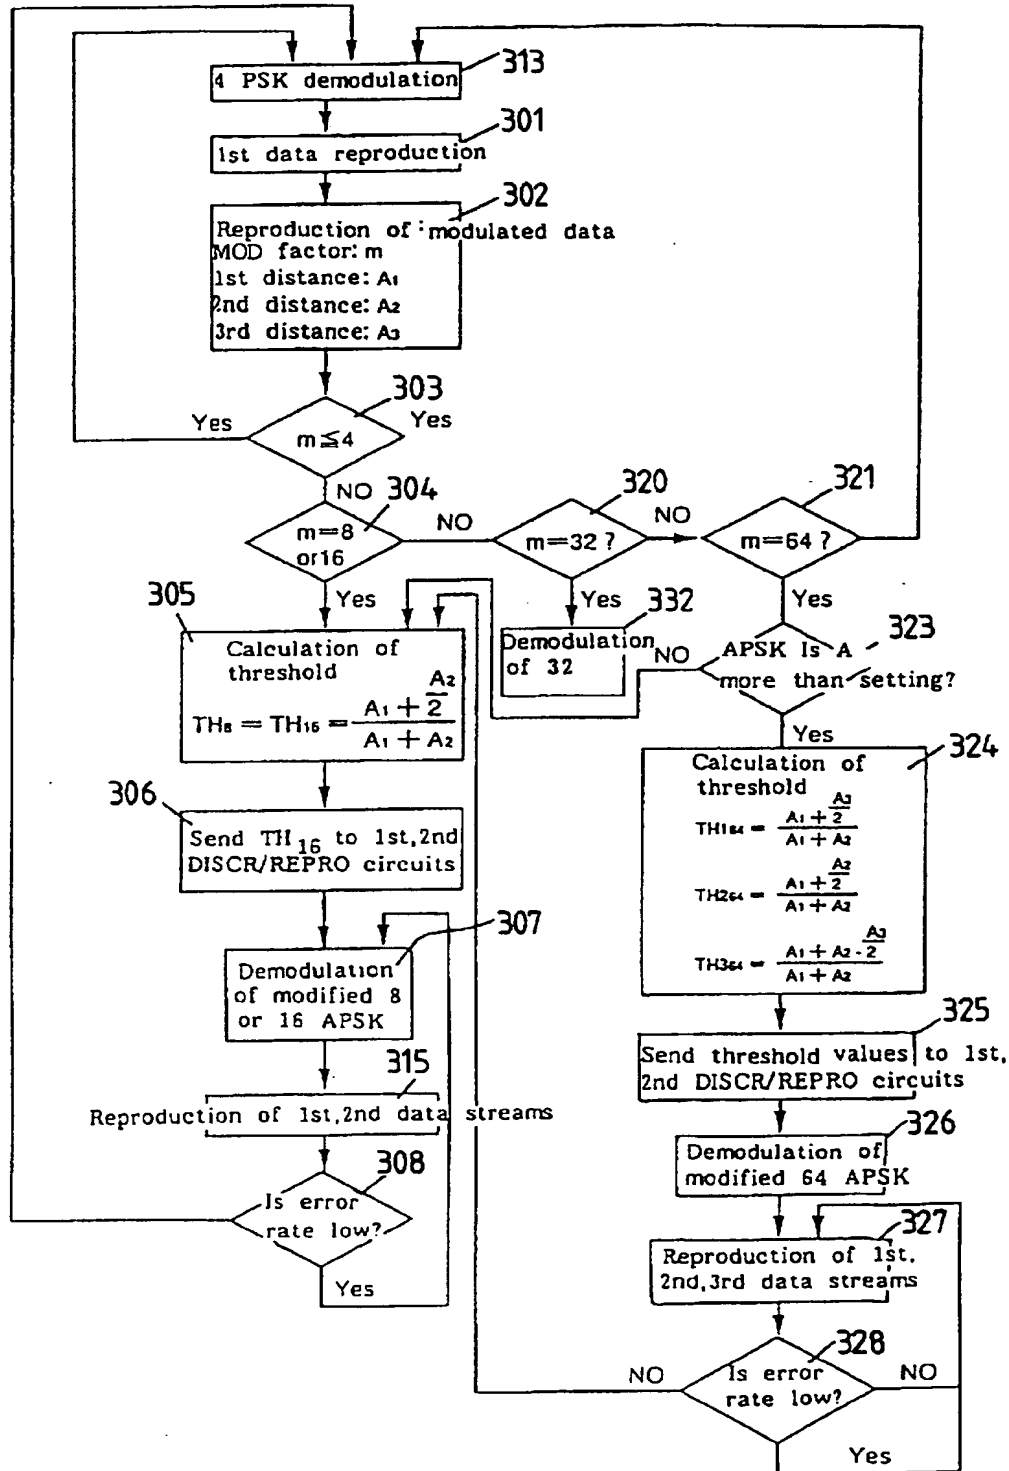 313
4 PSK demodulation
301
1st data reproduction
302
Reproduction of modulated data
MOD factor: m
1st distance: A1
2nd distance: A2
3rd distance: A3
303
Yes
Yes
m≦4
NO
304
m=8
or16
NO
320
m=32 ?
NO
321
m=64 ?
305
Yes
Yes
332
Yes
323
Calculation of
threshold
TH8 = TH16 = (A1 + A2/2) / (A1 + A2)
Demodulation
of 32
NO
APSK Is A
more than setting?
Yes
324
Calculation of
threshold
TH164 = (A1 + A3/2) / (A1 + A2)
TH264 = (A1 + A2/2) / (A1 + A2)
TH364 = (A1 + A2 - A3/2) / (A1 + A2)
306
Send TH16 to 1st,2nd
DISCR/REPRO circuits
307
Demodulation
of modified 8
or 16 APSK
315
Reproduction of 1st,2nd data streams
308
Is error
rate low?
Yes
325
Send threshold values to 1st,
2nd DISCR/REPRO circuits
326
Demodulation of
modified 64 APSK
327
Reproduction of 1st,
2nd,3rd data streams
328
NO
Is error
rate low?
NO
Yes